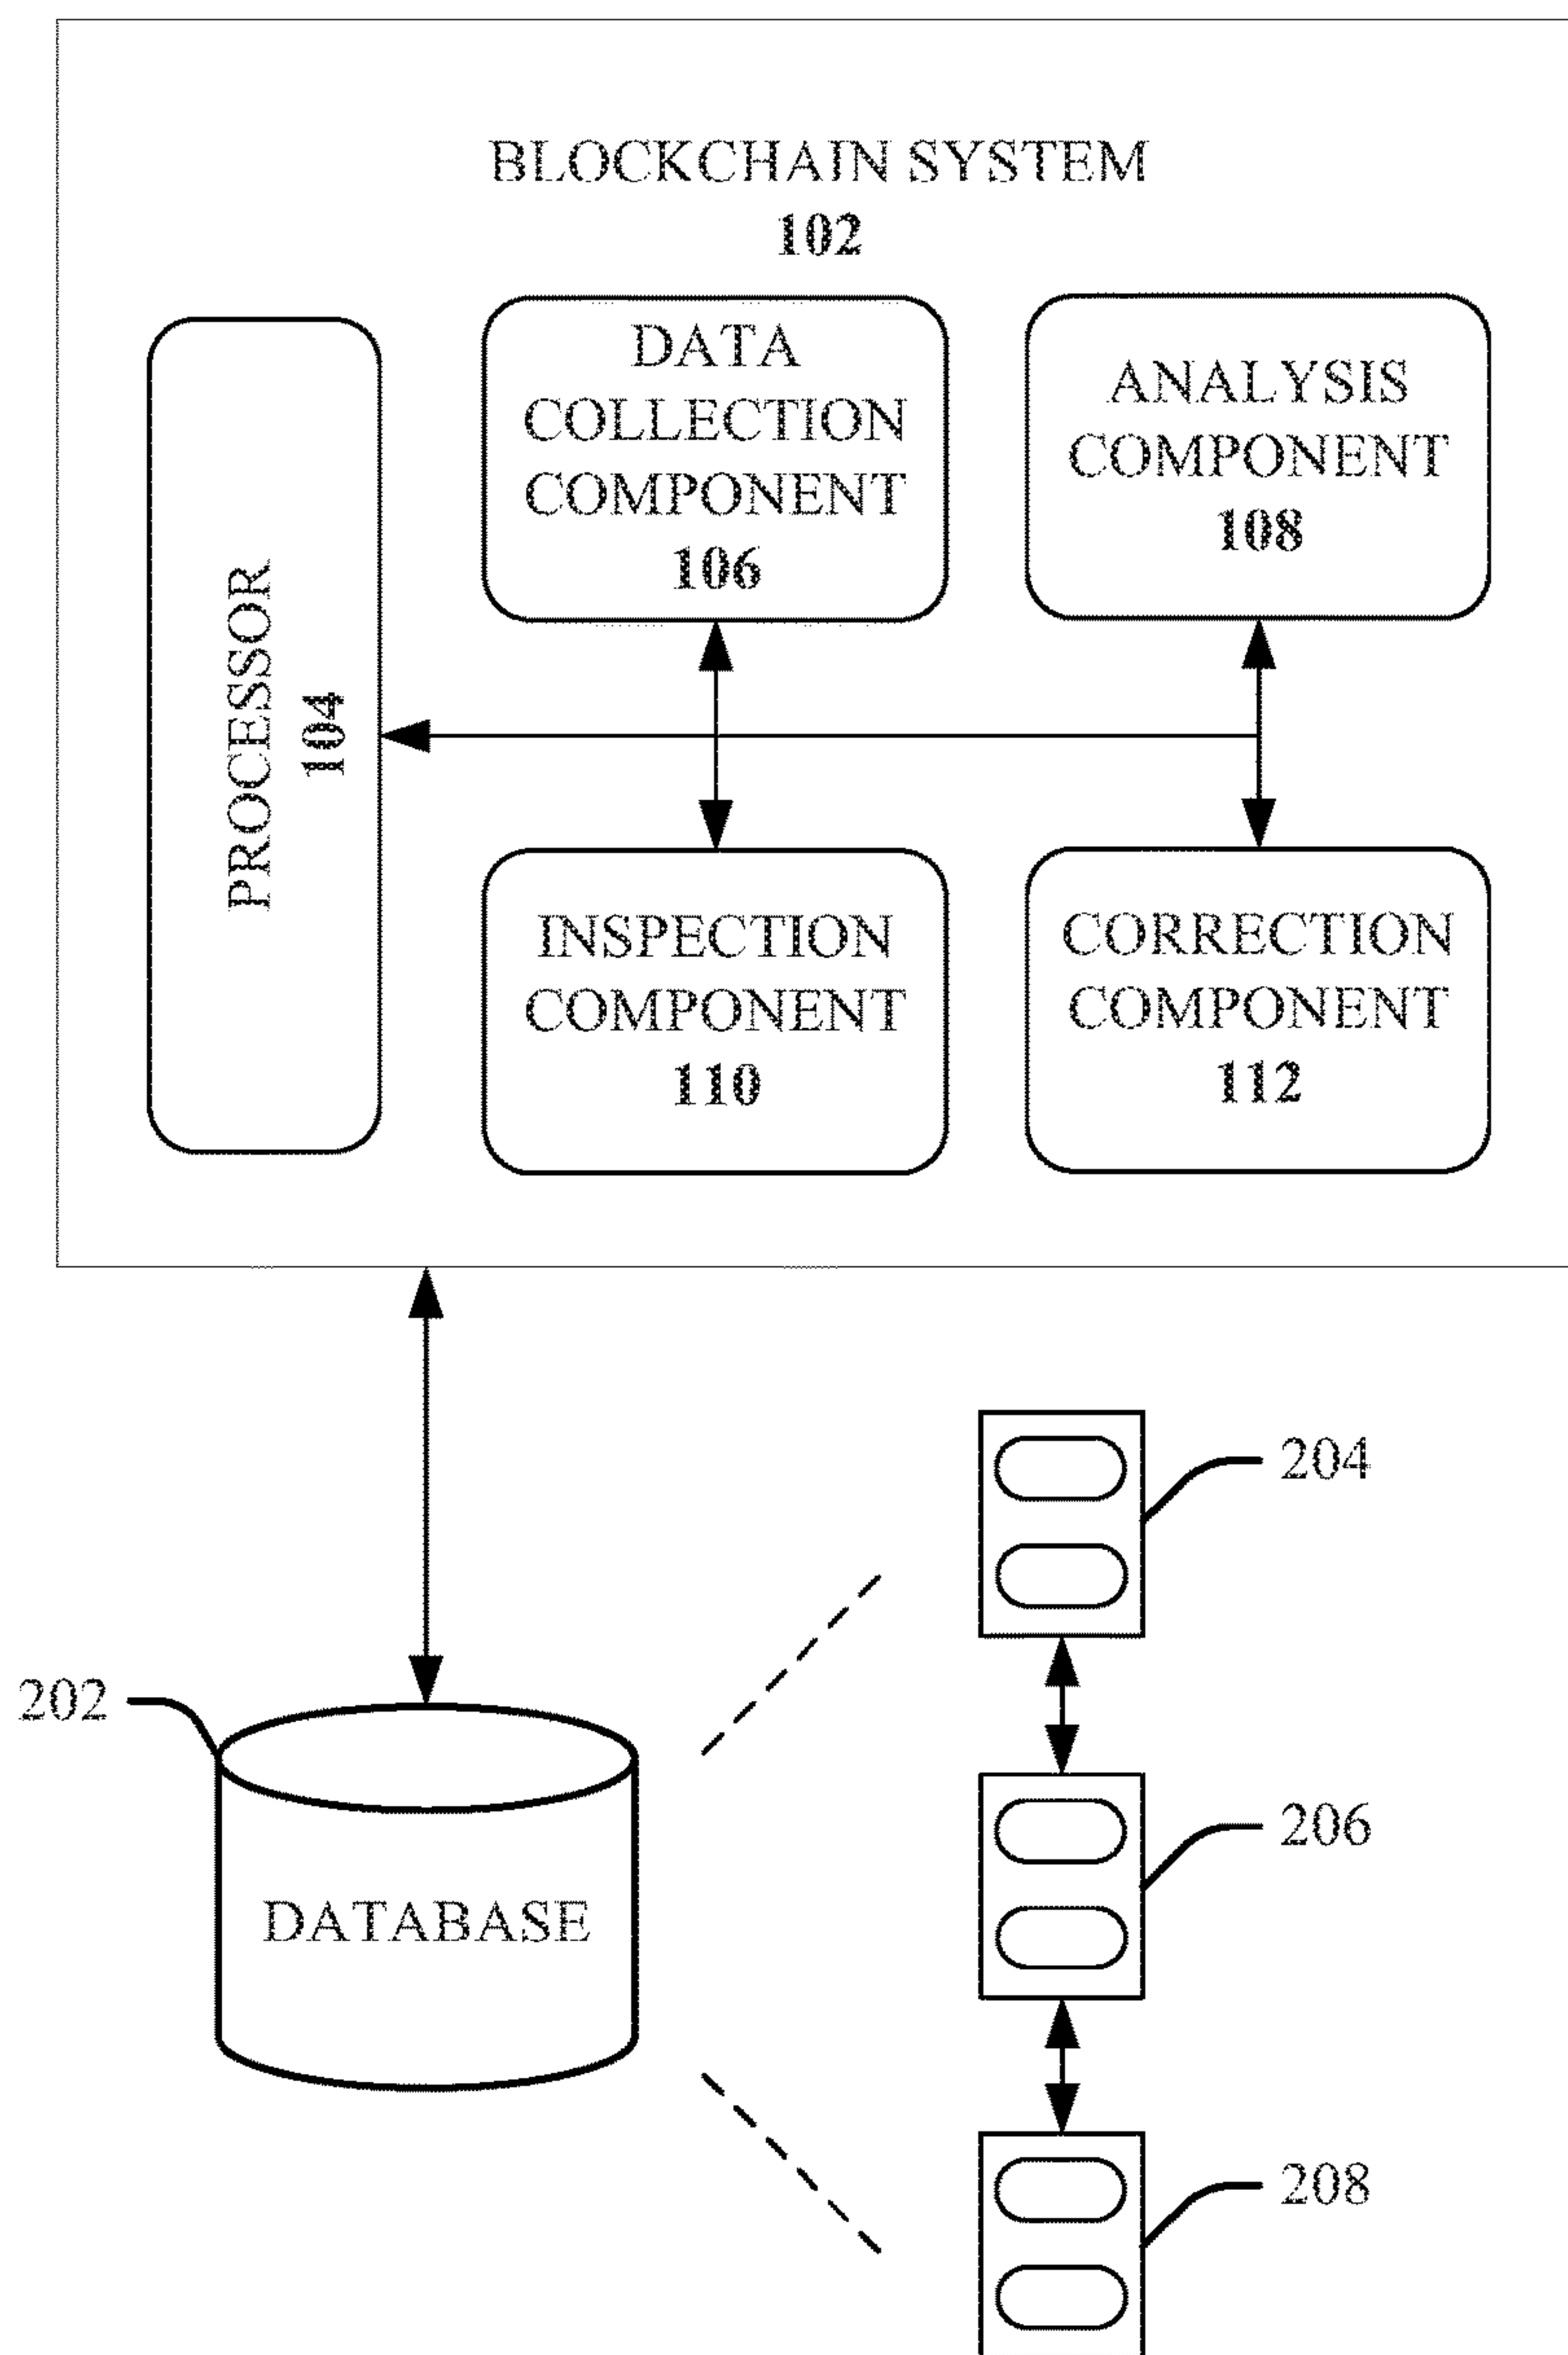 BLOCKCHAIN SYSTEM
102
DATA
COLLECTION
COMPONENT
106
ANALYSIS
COMPONENT
108
PROCESSOR
104
INSPECTION
COMPONENT
110
CORRECTION
COMPONENT
112
204
202
DATABASE
206
208